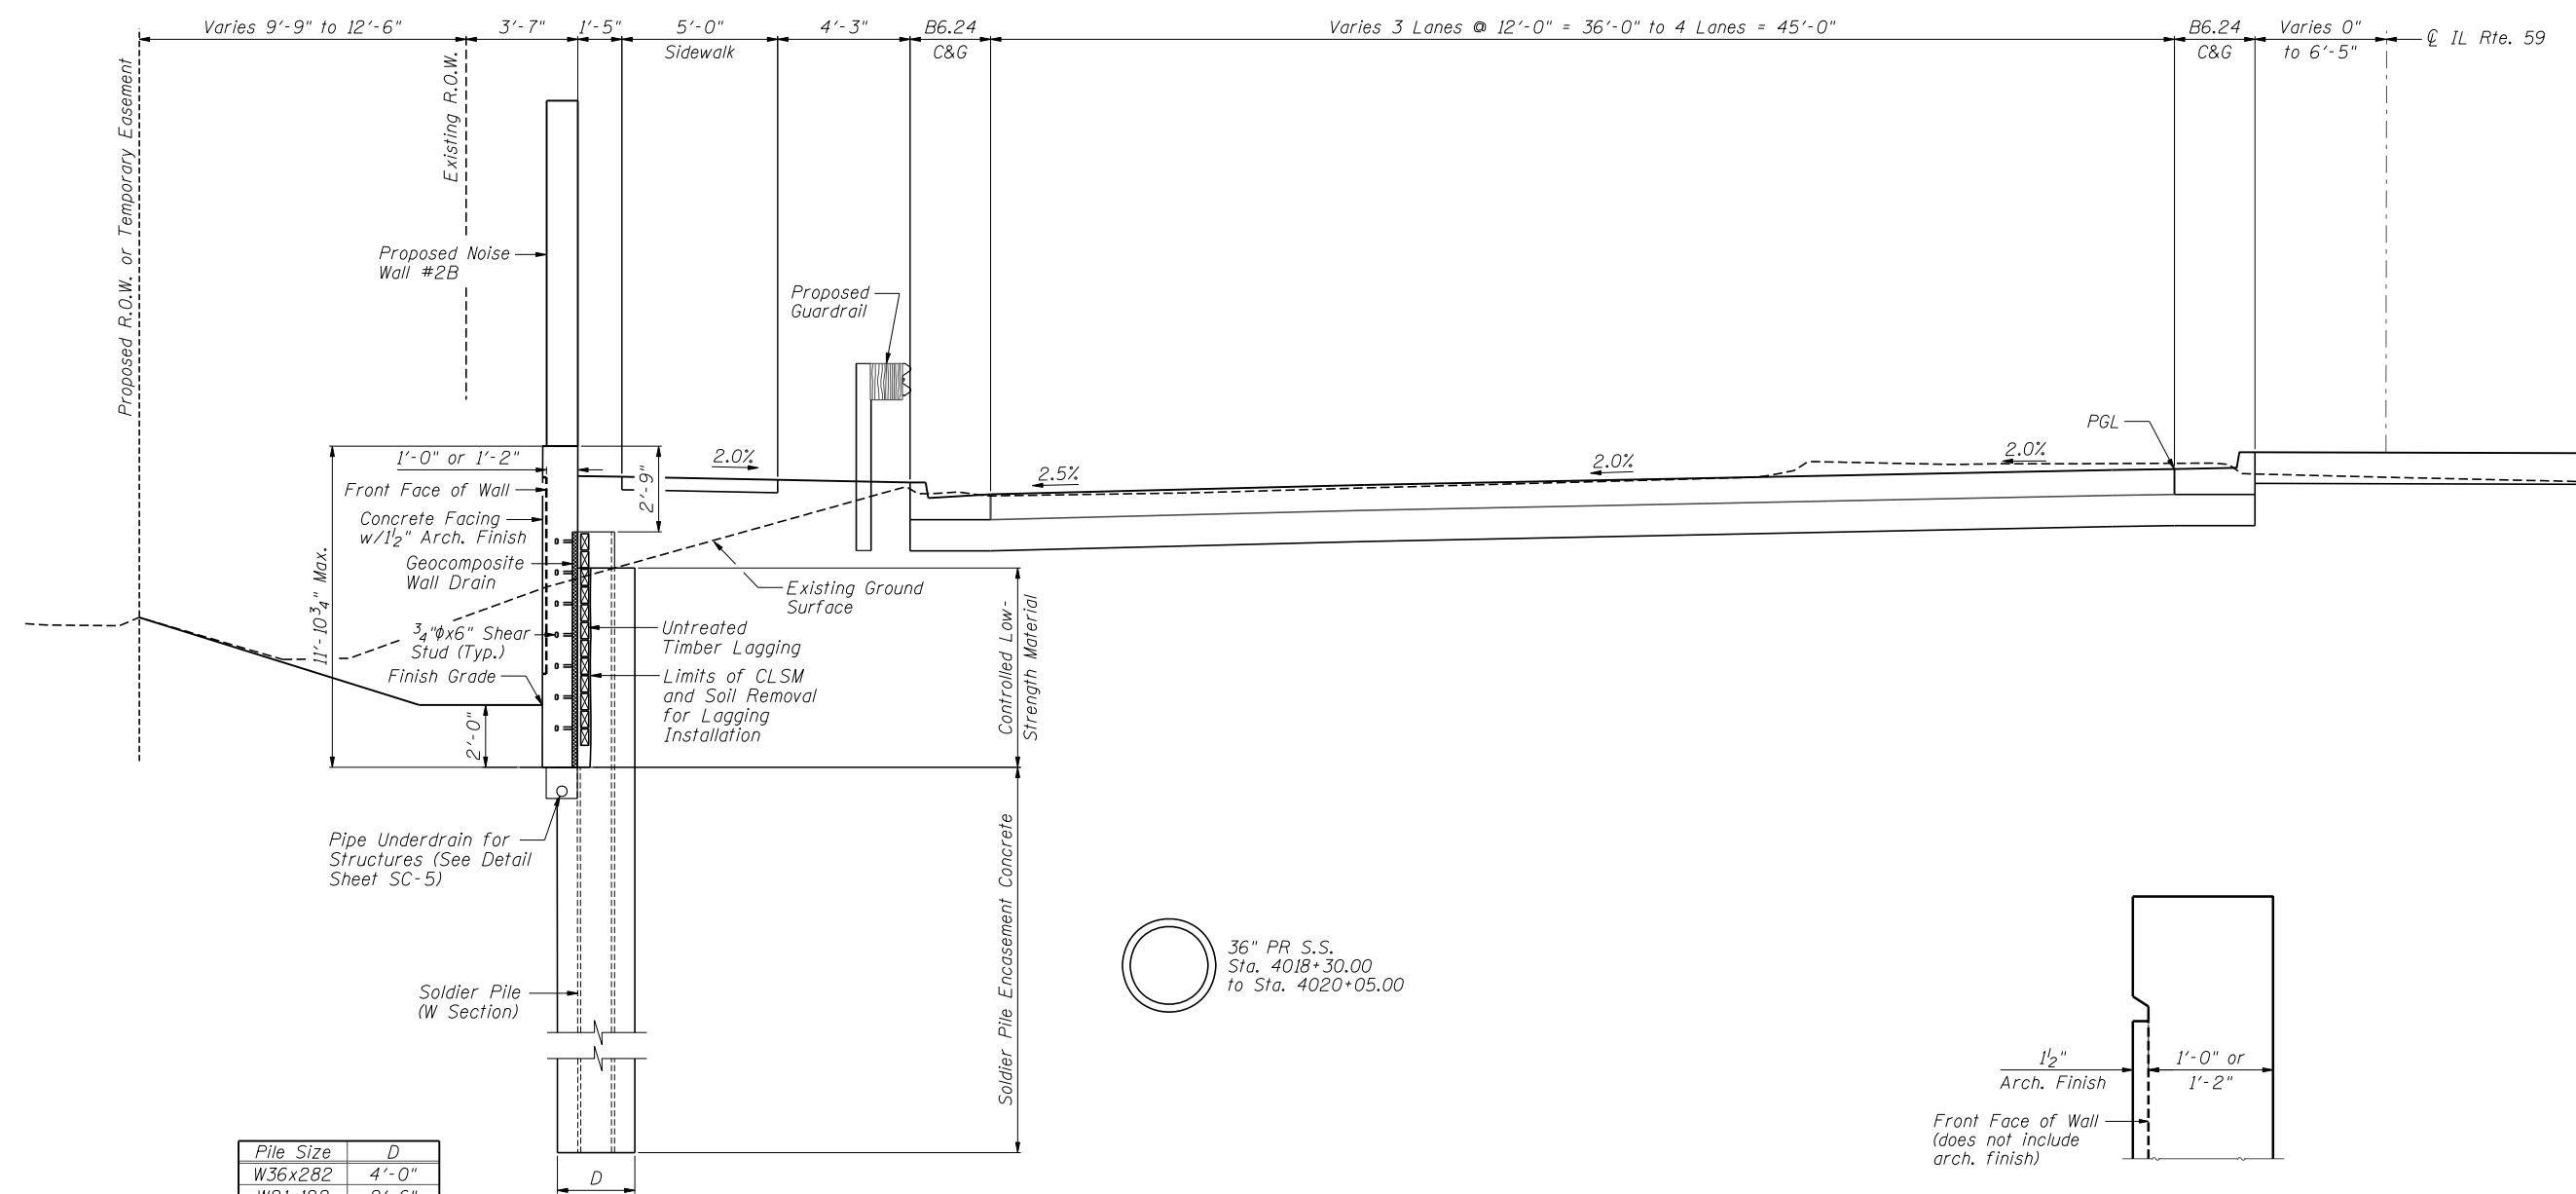 Varies 9'-9" to 12'-6"
3'-7"
1'-5"
5'-0"
Sidewalk
4'-3"
B6.24
C&G
Varies 3 Lanes @ 12'-0" = 36'-0" to 4 Lanes = 45'-0"
B6.24
C&G
Varies 0"
to 6'-5"
℄ IL Rte. 59
Proposed R.O.W. or Temporary Easement
Existing R.O.W.
Proposed Noise
Wall #2B
Proposed
Guardrail
PGL
1'-0" or 1'-2"
2'-9"
2.0%
2.5%
2.0%
2.0%
Front Face of Wall
Concrete Facing
w/1½" Arch. Finish
Geocomposite
Wall Drain
11'-10¾" Max.
¾"ϕx6" Shear
Stud (Typ.)
Finish Grade
2'-0"
Existing Ground
Surface
Untreated
Timber Lagging
Limits of CLSM
and Soil Removal
for Lagging
Installation
Controlled Low-
Strength Material
Pipe Underdrain for
Structures (See Detail
Sheet SC-5)
Soldier Pile Encasement Concrete
Soldier Pile
(W Section)
36" PR S.S.
Sta. 4018+30.00
to Sta. 4020+05.00
1½"
Arch. Finish
1'-0" or
1'-2"
Front Face of Wall
(does not include
arch. finish)
Pile Size D
W36x282 4'-0"
D